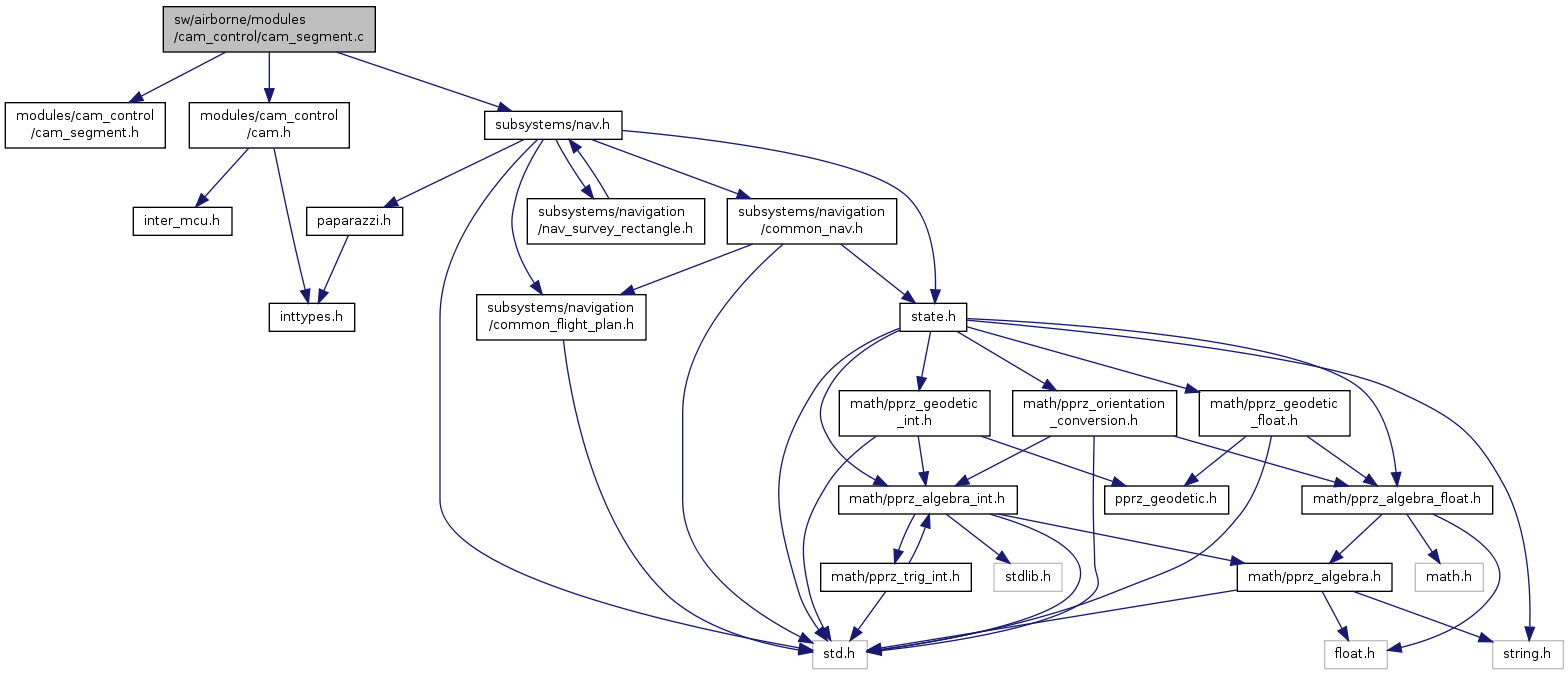 sw/airborne/modules
/cam_control/cam_segment.c
modules/cam_control
/cam_segment.h
modules/cam_control
/cam.h
subsystems/nav.h
inter_mcu.h
paparazzi.h
subsystems/navigation
/nav_survey_rectangle.h
subsystems/navigation
/common_nav.h
inttypes.h
subsystems/navigation
/common_flight_plan.h
state.h
math/pprz_geodetic
_int.h
math/pprz_orientation
_conversion.h
math/pprz_geodetic
_float.h
math/pprz_algebra_int.h
pprz_geodetic.h
math/pprz_algebra_float.h
math/pprz_trig_int.h
stdlib.h
math/pprz_algebra.h
math.h
std.h
float.h
string.h